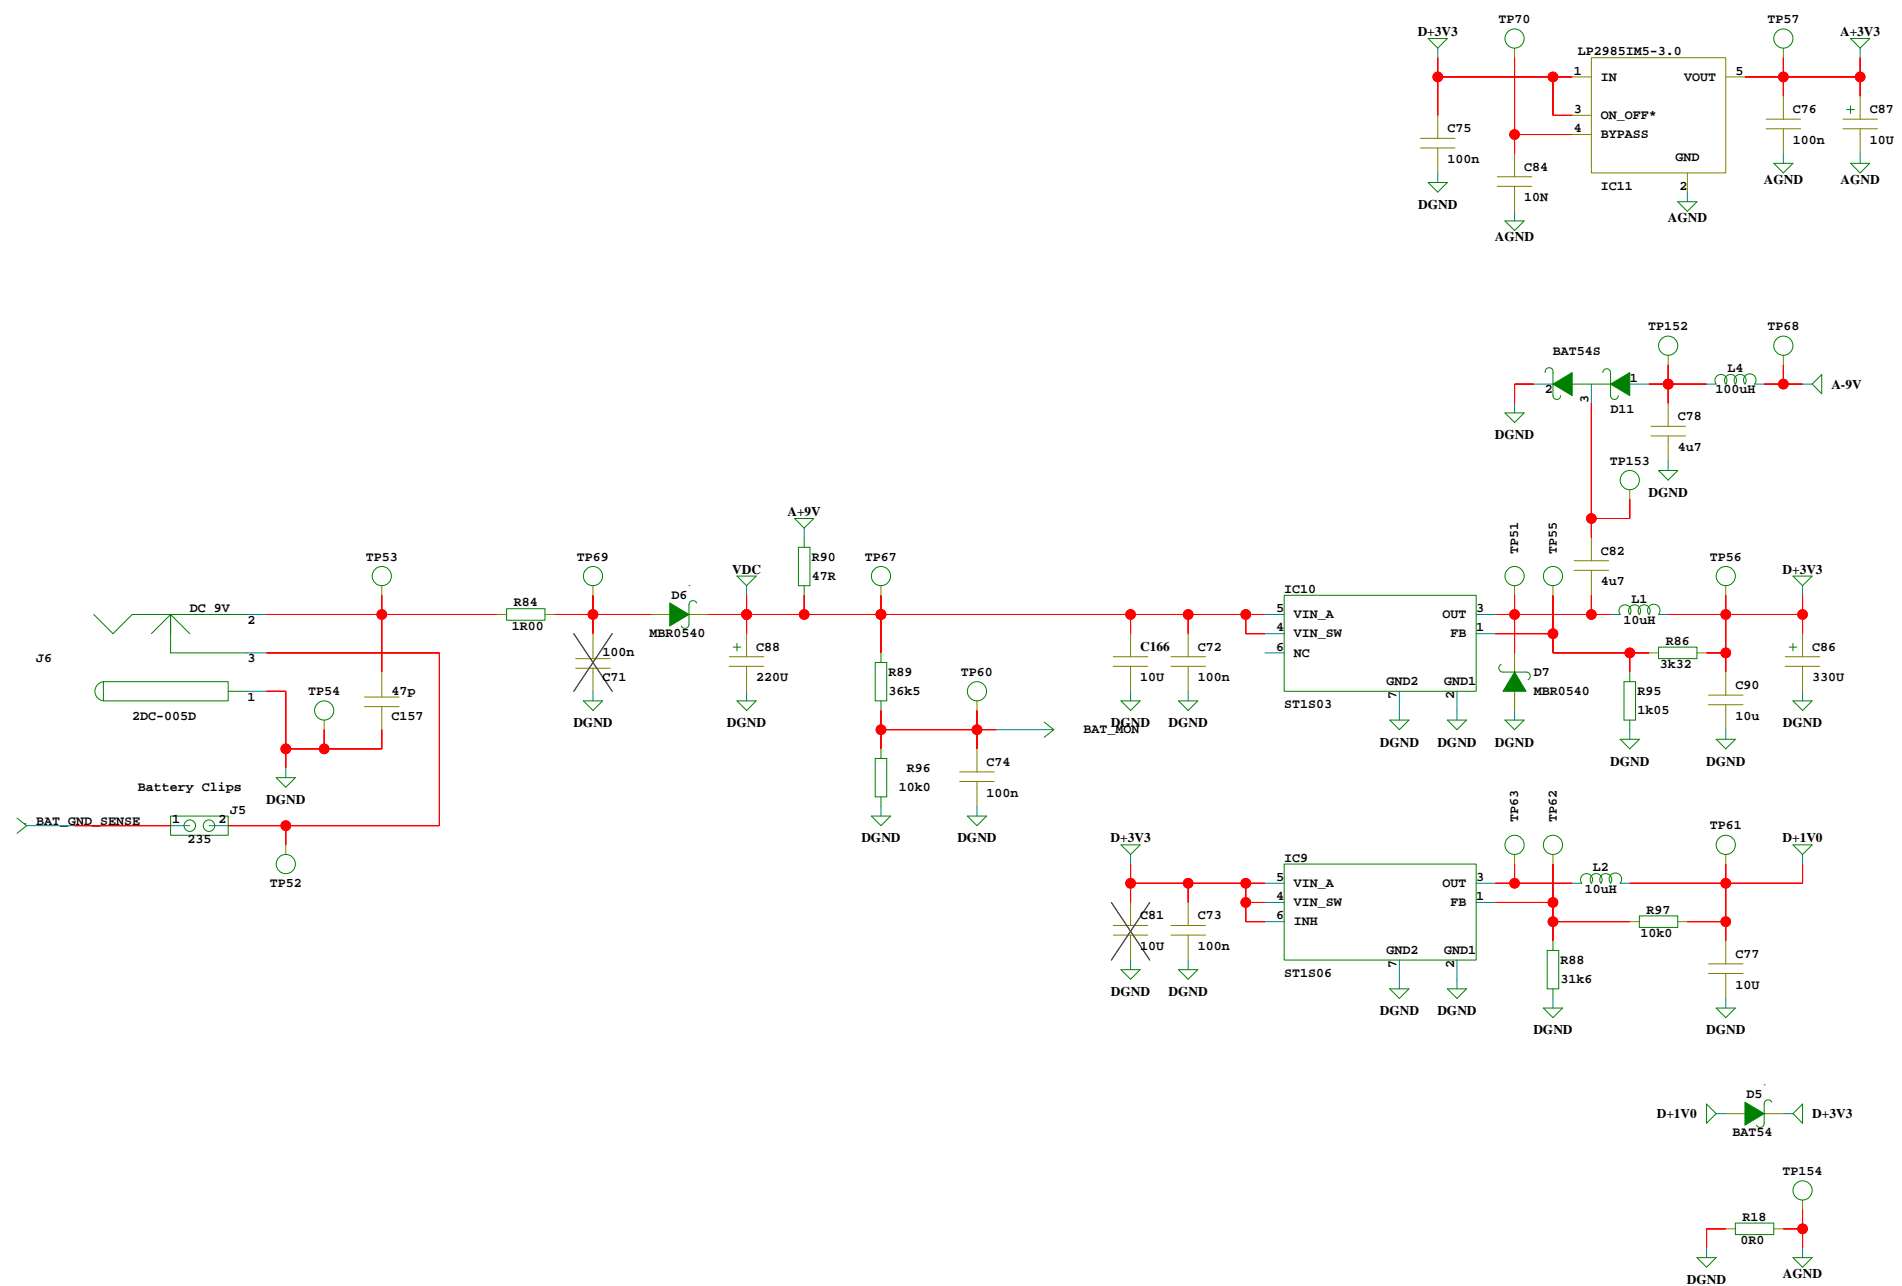 TP70
TP57
D+3V3
A+3V3
LP2985IM5-3.0
1
IN
VOUT
5
3
ON_OFF*
4
BYPASS
GND
2
IC11
AGND
C75
100n
DGND
C84
10N
AGND
C76
100n
AGND
+
C87
10U
AGND
TP152
TP68
BAT54S
2
3
1
D11
L4
100uH
A-9V
DGND
C78
4u7
DGND
TP153
A+9V
R90
47R
TP53
TP69
VDC
TP67
TP51
TP55
C82
4u7
TP56
D+3V3
DC 9V
2
3
J6
1
2DC-005D
TP54
47p
C157
DGND
R84
1R00
100n
C71
DGND
D6
MBR0540
+
C88
220U
DGND
R89
36k5
TP60
BAT_MON
R96
10k0
DGND
C74
100n
DGND
C166
10U
DGND
C72
100n
DGND
IC10
5
VIN_A
4
VIN_SW
6
NC
OUT
3
FB
1
GND2
7
GND1
2
ST1S03
DGND
DGND
D7
MBR0540
DGND
L1
10uH
R86
3k32
R95
1k05
DGND
C90
10u
DGND
+
C86
330U
DGND
Battery Clips
BAT_GND_SENSE
1
2
J5
235
TP52
D+3V3
C81
10U
DGND
C73
100n
DGND
IC9
5
VIN_A
4
VIN_SW
6
INH
OUT
3
FB
1
GND2
7
GND1
2
ST1S06
DGND
DGND
TP63
TP62
TP61
D+1V0
L2
10uH
R97
10k0
R88
31k6
DGND
C77
10U
DGND
D5
D+1V0
D+3V3
BAT54
TP154
R18
0R0
DGND
AGND